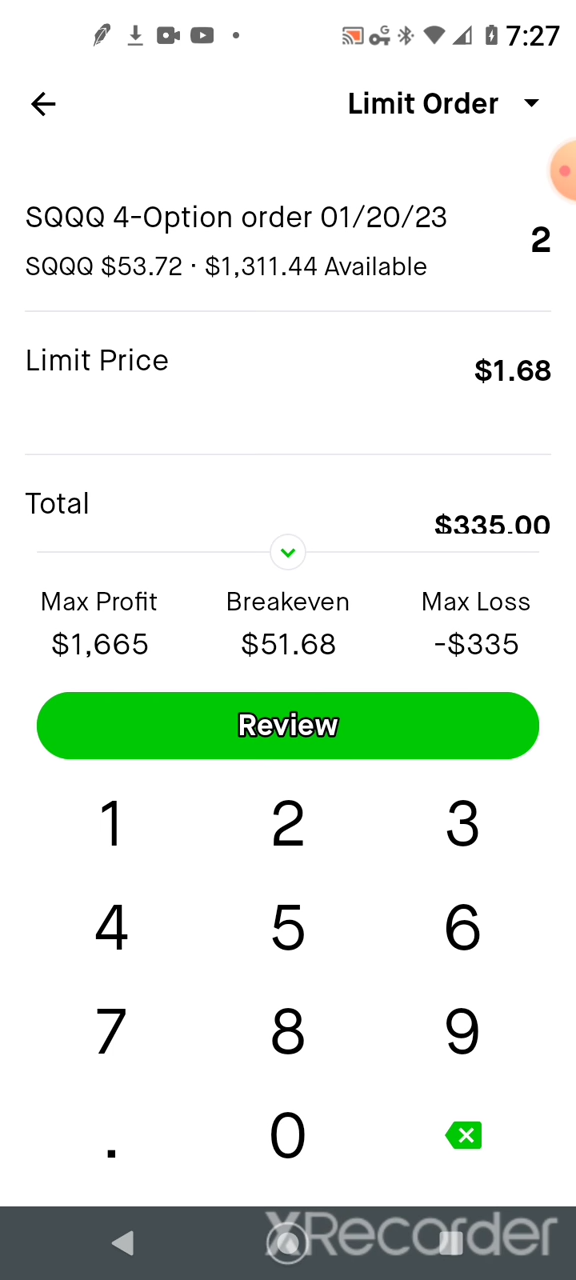 7:27
Limit Order
SQQQ 4-Option order 01/20/23
2
SQQQ $53.72 · $1,311.44 Available
Limit Price
$1.68
Total
$335.00
Max Profit
Breakeven
Max Loss
$1,665
$51.68
-$335
Review
1 2 3
4 5 6
7 8 9
. 0
XRecorder